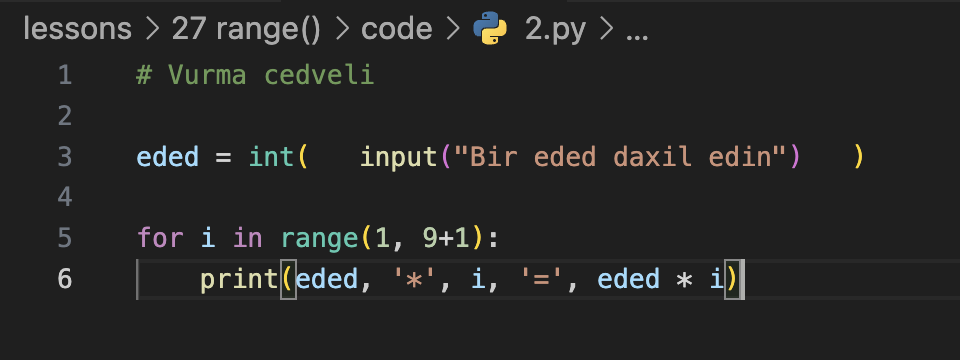 lessons > 27 range() > code > 2.py > ...
1 # Vurma cedveli
2
3 eded = int(   input("Bir eded daxil edin")   )
4
5 for i in range(1, 9+1):
6     print(eded, '*', i, '=', eded * i)